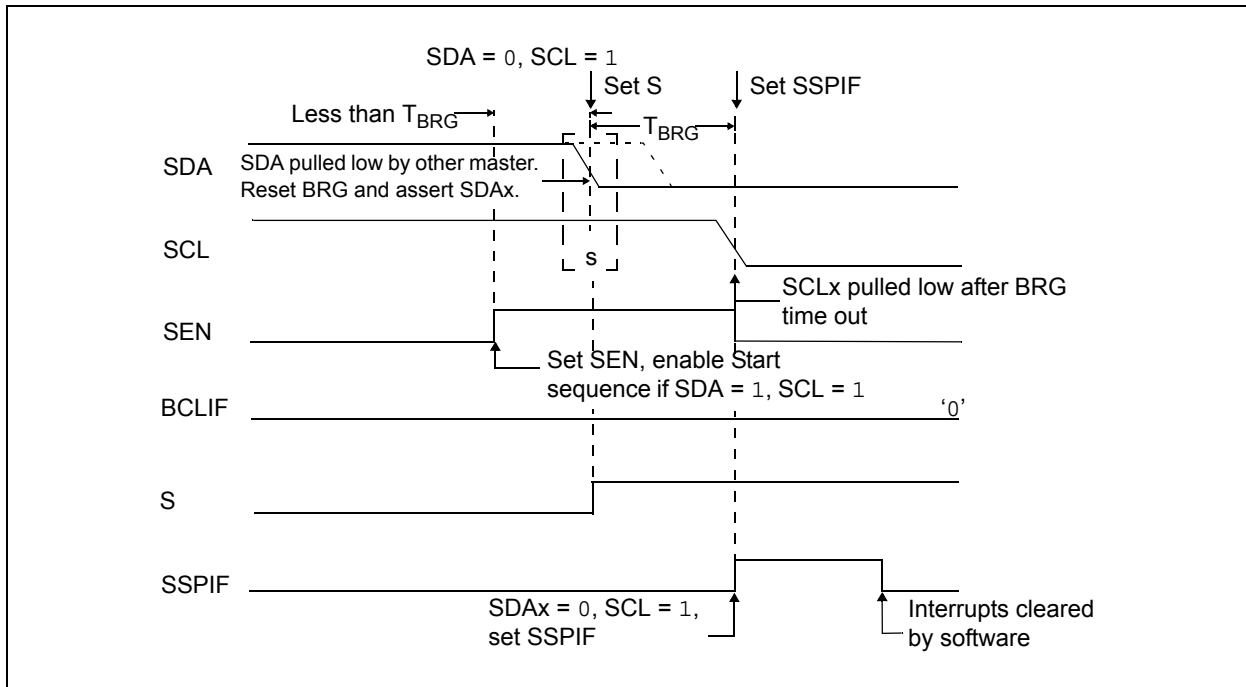 SDA = 0, SCL = 1
Set S
Set SSPIF
Less than TBRG
TBRG
SDA
SDA pulled low by other master.
Reset BRG and assert SDAx.
SCL
s
SCLx pulled low after BRG
time out
SEN
Set SEN, enable Start
sequence if SDA = 1, SCL = 1
BCLIF
‘0’
S
SSPIF
SDAx = 0, SCL = 1,
set SSPIF
Interrupts cleared
by software